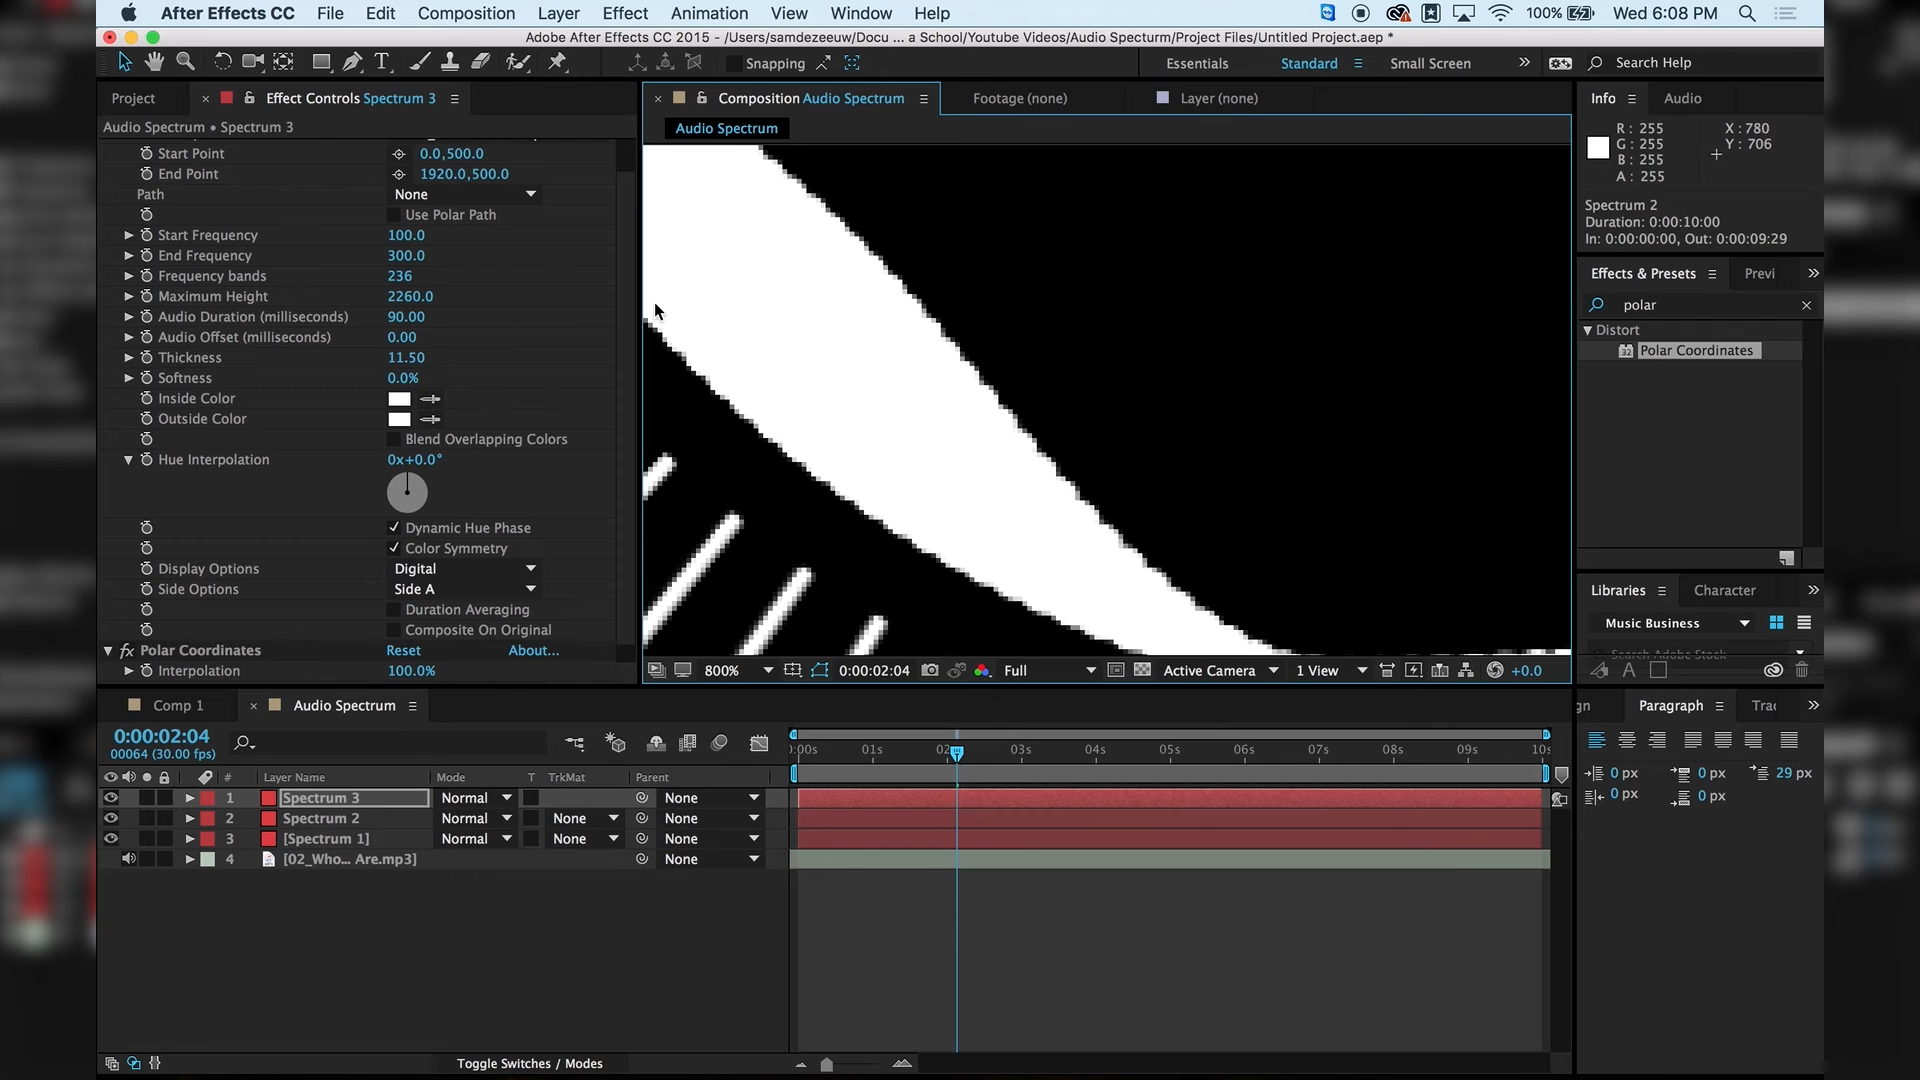 After Effects CC File Edit Composition Layer Effect Animation View Window Help 100% Wed 6:08 PM
Adobe After Effects CC 2015 - /Users/samdezeeuw/Docu ... a School/Youtube Videos/Audio Specturm/Project Files/Untitled Project.aep *
Snapping Essentials Standard Small Screen Search Help
Project Effect Controls Spectrum 3
Audio Spectrum • Spectrum 3
Start Point 0.0,500.0
End Point 1920.0,500.0
Path None
Use Polar Path
Start Frequency 100.0
End Frequency 300.0
Frequency bands 236
Maximum Height 2260.0
Audio Duration (milliseconds) 90.00
Audio Offset (milliseconds) 0.00
Thickness 11.50
Softness 0.0%
Inside Color
Outside Color
Blend Overlapping Colors
Hue Interpolation 0x+0.0°
Dynamic Hue Phase
Color Symmetry
Display Options Digital
Side Options Side A
Duration Averaging
Composite On Original
fx Polar Coordinates Reset About...
Interpolation 100.0%
Composition Audio Spectrum Footage (none) Layer (none)
Audio Spectrum
800% 0:00:02:04 Full Active Camera 1 View +0.0
Info Audio
R: 255 X: 780
G: 255 Y: 706
B: 255
A: 255
Spectrum 2
Duration: 0:00:10:00
In: 0:00:00:00, Out: 0:00:09:29
Effects & Presets Previ
polar
Distort
32 Polar Coordinates
Libraries Character
Music Business
Search Adobe Stock
Comp 1 Audio Spectrum
0:00:02:04
00064 (30.00 fps)
:00s 01s 02 03s 04s 05s 06s 07s 08s 09s 10s
# Layer Name Mode T TrkMat Parent
1 Spectrum 3 Normal None
2 Spectrum 2 Normal None None
3 [Spectrum 1] Normal None None
4 [02_Who... Are.mp3] None
Toggle Switches / Modes
gn Paragraph Trac
0 px 0 px 29 px
0 px 0 px